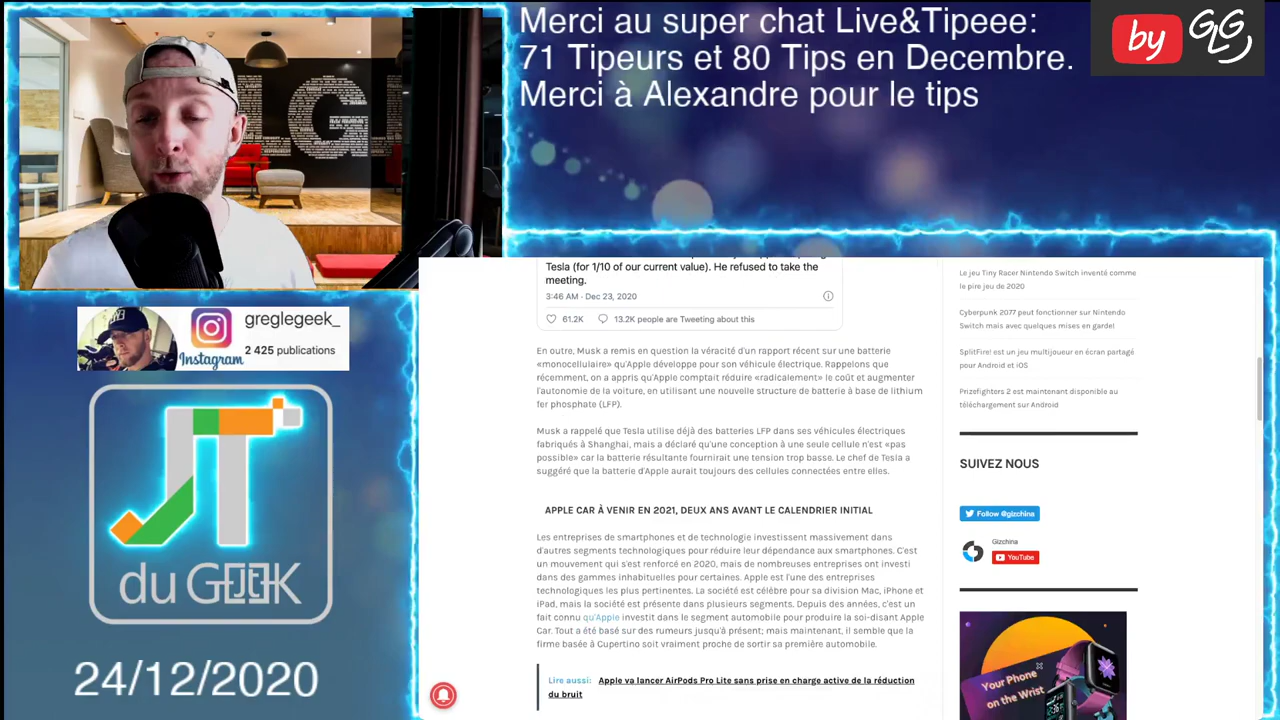 Merci au super chat Live&Tipeee:
71 Tipeurs et 80 Tips en Decembre.
Merci à Alexandre pour le tips
by GLG
greglegeek_
Instagram
2 425 publications
JT
du GEEK
24/12/2020
Tesla (for 1/10 of our current value). He refused to take the
meeting.
3:46 AM · Dec 23, 2020
61.2K 13.2K people are Tweeting about this
En outre, Musk a remis en question la véracité d'un rapport récent sur une batterie
«monocellulaire» qu'Apple développe pour son véhicule électrique. Rappelons que
récemment, on a appris qu'Apple comptait réduire «radicalement» le coût et augmenter
l'autonomie de la voiture, en utilisant une nouvelle structure de batterie à base de lithium
fer phosphate (LFP).
Musk a rappelé que Tesla utilise déjà des batteries LFP dans ses véhicules électriques
fabriqués à Shanghai, mais a déclaré qu'une conception à une seule cellule n'est «pas
possible» car la batterie résultante fournirait une tension trop basse. Le chef de Tesla a
suggéré que la batterie d'Apple aurait toujours des cellules connectées entre elles.
APPLE CAR À VENIR EN 2021, DEUX ANS AVANT LE CALENDRIER INITIAL
Les entreprises de smartphones et de technologie investissent massivement dans
d'autres segments technologiques pour réduire leur dépendance aux smartphones. C'est
un mouvement qui s'est renforcé en 2020, mais de nombreuses entreprises ont investi
dans des gammes inhabituelles pour certaines. Apple est l'une des entreprises
technologiques les plus pertinentes. La société est célèbre pour sa division Mac, iPhone et
iPad, mais la société est présente dans plusieurs segments. Depuis des années, c'est un
fait connu qu'Apple investit dans le segment automobile pour produire la soi-disant Apple
Car. Tout a été basé sur des rumeurs jusqu'à présent; mais maintenant, il semble que la
firme basée à Cupertino soit vraiment proche de sortir sa première automobile.
Lire aussi: Apple va lancer AirPods Pro Lite sans prise en charge active de la réduction
du bruit
Le jeu Tiny Racer Nintendo Switch inventé comme
le pire jeu de 2020
Cyberpunk 2077 peut fonctionner sur Nintendo
Switch mais avec quelques mises en garde!
SplitFire! est un jeu multijoueur en écran partagé
pour Android et iOS
Prizefighters 2 est maintenant disponible au
téléchargement sur Android
SUIVEZ NOUS
Follow @gizchina
Gizchina
YouTube
Your Phone
on the Wrist